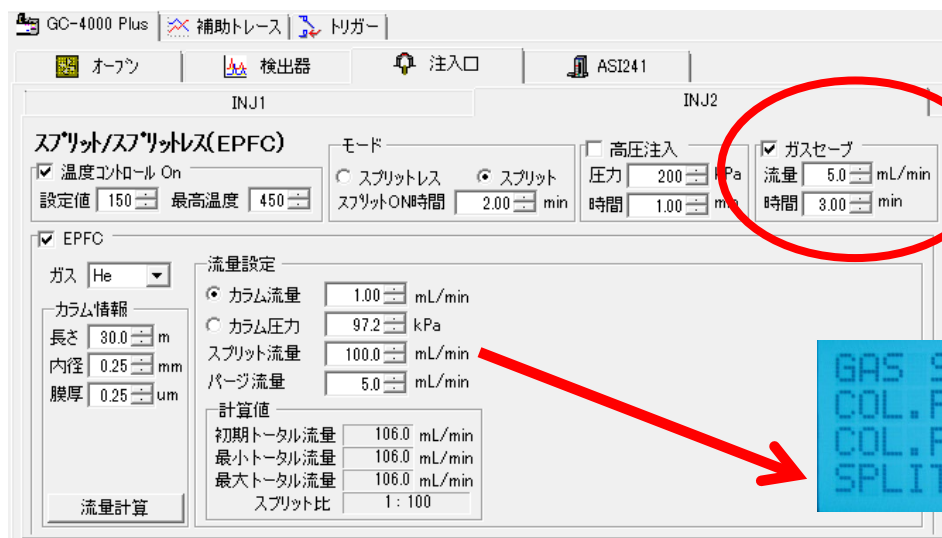 GC-4000 Plus 補助トレース トリガー
オーブン 検出器 注入口 ASI241
INJ1 INJ2
スプリット/スプリットレス(EPFC)
温度コントロール On
設定値 150 最高温度 450
モード
スプリットレス スプリット
スプリットON時間 2.00 min
高圧注入
圧力 200 kPa
時間 1.00 min
ガスセーブ
流量 5.0 mL/min
時間 3.00 min
EPFC
ガス He
カラム情報
長さ 30.0 m
内径 0.25 mm
膜厚 0.25 um
流量計算
流量設定
カラム流量 1.00 mL/min
カラム圧力 97.2 kPa
スプリット流量 100.0 mL/min
パージ流量 5.0 mL/min
計算値
初期トータル流量 106.0 mL/min
最小トータル流量 106.0 mL/min
最大トータル流量 106.0 mL/min
スプリット比 1 : 100
GAS S
COL.F
COL.F
SPLIT